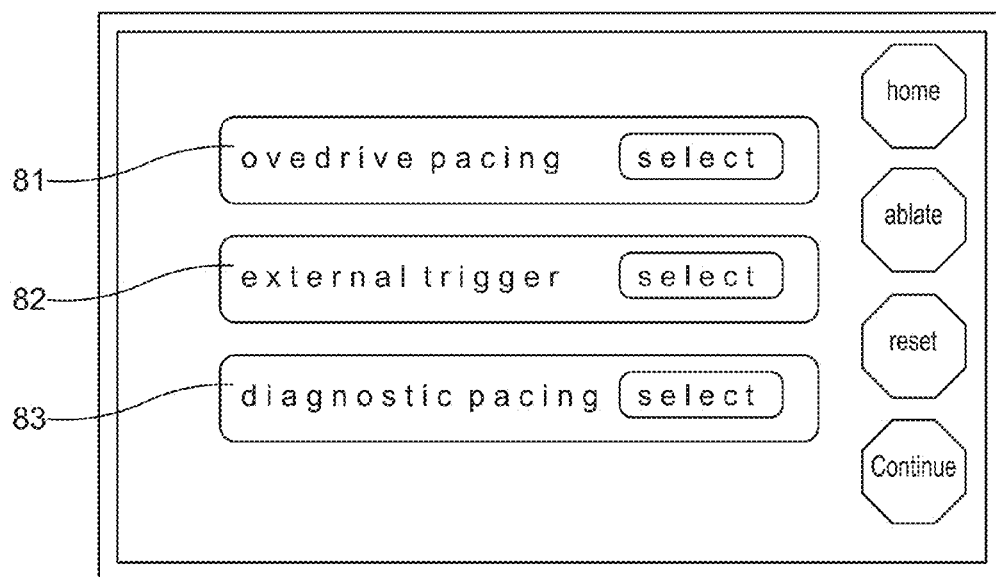 home
81 ovedrive pacing select
ablate
82 external trigger select
reset
83 diagnostic pacing select
Continue